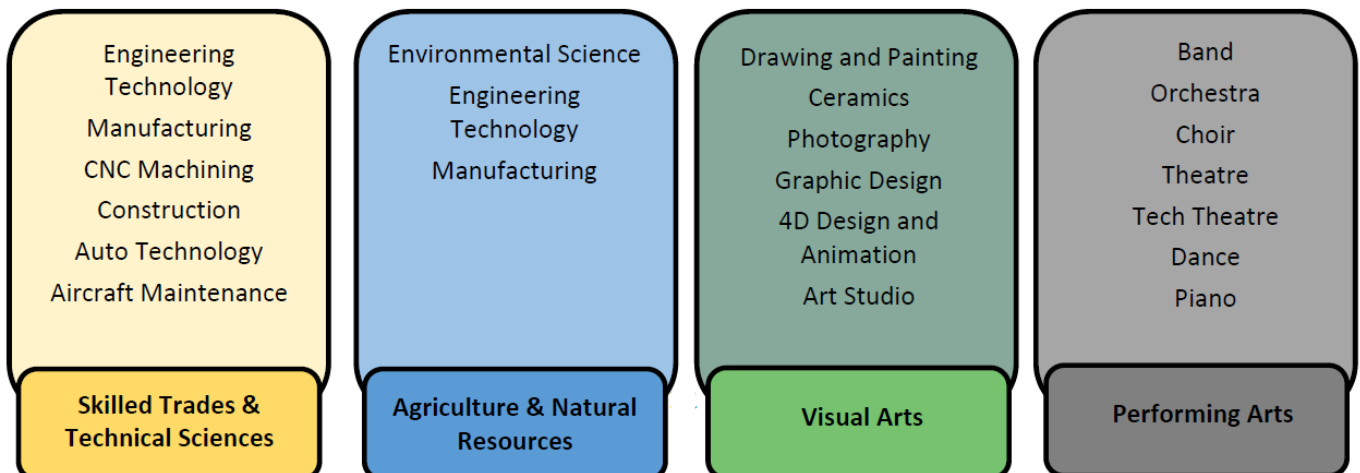 Engineering
Technology
Manufacturing
CNC Machining
Construction
Auto Technology
Aircraft Maintenance
Skilled Trades &
Technical Sciences
Environmental Science
Engineering
Technology
Manufacturing
Agriculture & Natural
Resources
Drawing and Painting
Ceramics
Photography
Graphic Design
4D Design and
Animation
Art Studio
Visual Arts
Band
Orchestra
Choir
Theatre
Tech Theatre
Dance
Piano
Performing Arts